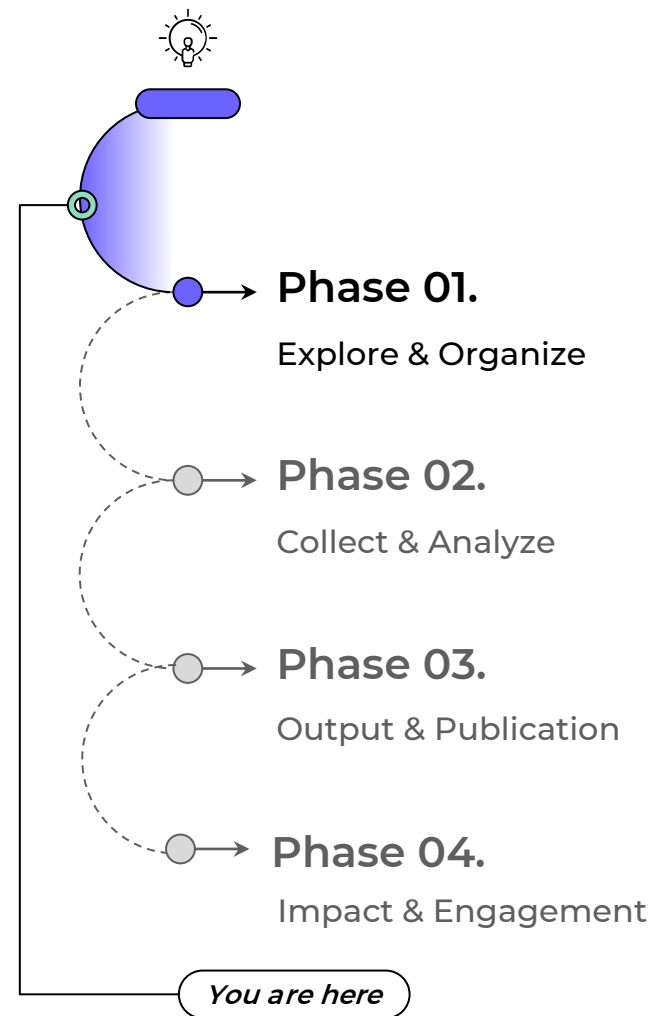 Phase 01.
Explore & Organize
Phase 02.
Collect & Analyze
Phase 03.
Output & Publication
Phase 04.
Impact & Engagement
You are here